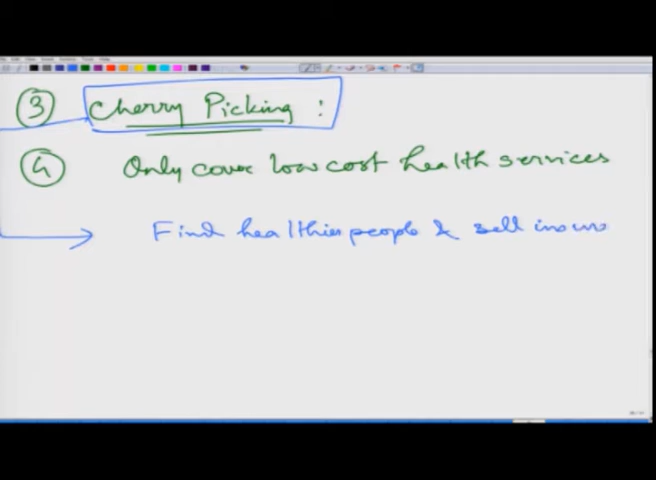 3 Cherry Picking :
4 Only cover low cost health services
→ Find healthier people & sell